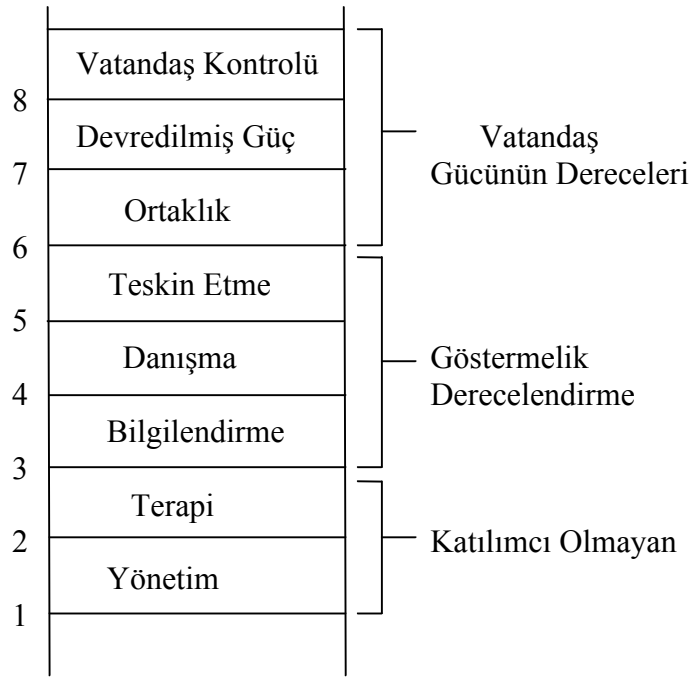 Vatandaş Kontrolü
8
Devredilmiş Güç
7
Ortaklık
6
Teskin Etme
5
Danışma
4
Bilgilendirme
3
Terapi
2
Yönetim
1
Vatandaş
Gücünün Dereceleri
Göstermelik
Derecelendirme
Katılımcı Olmayan